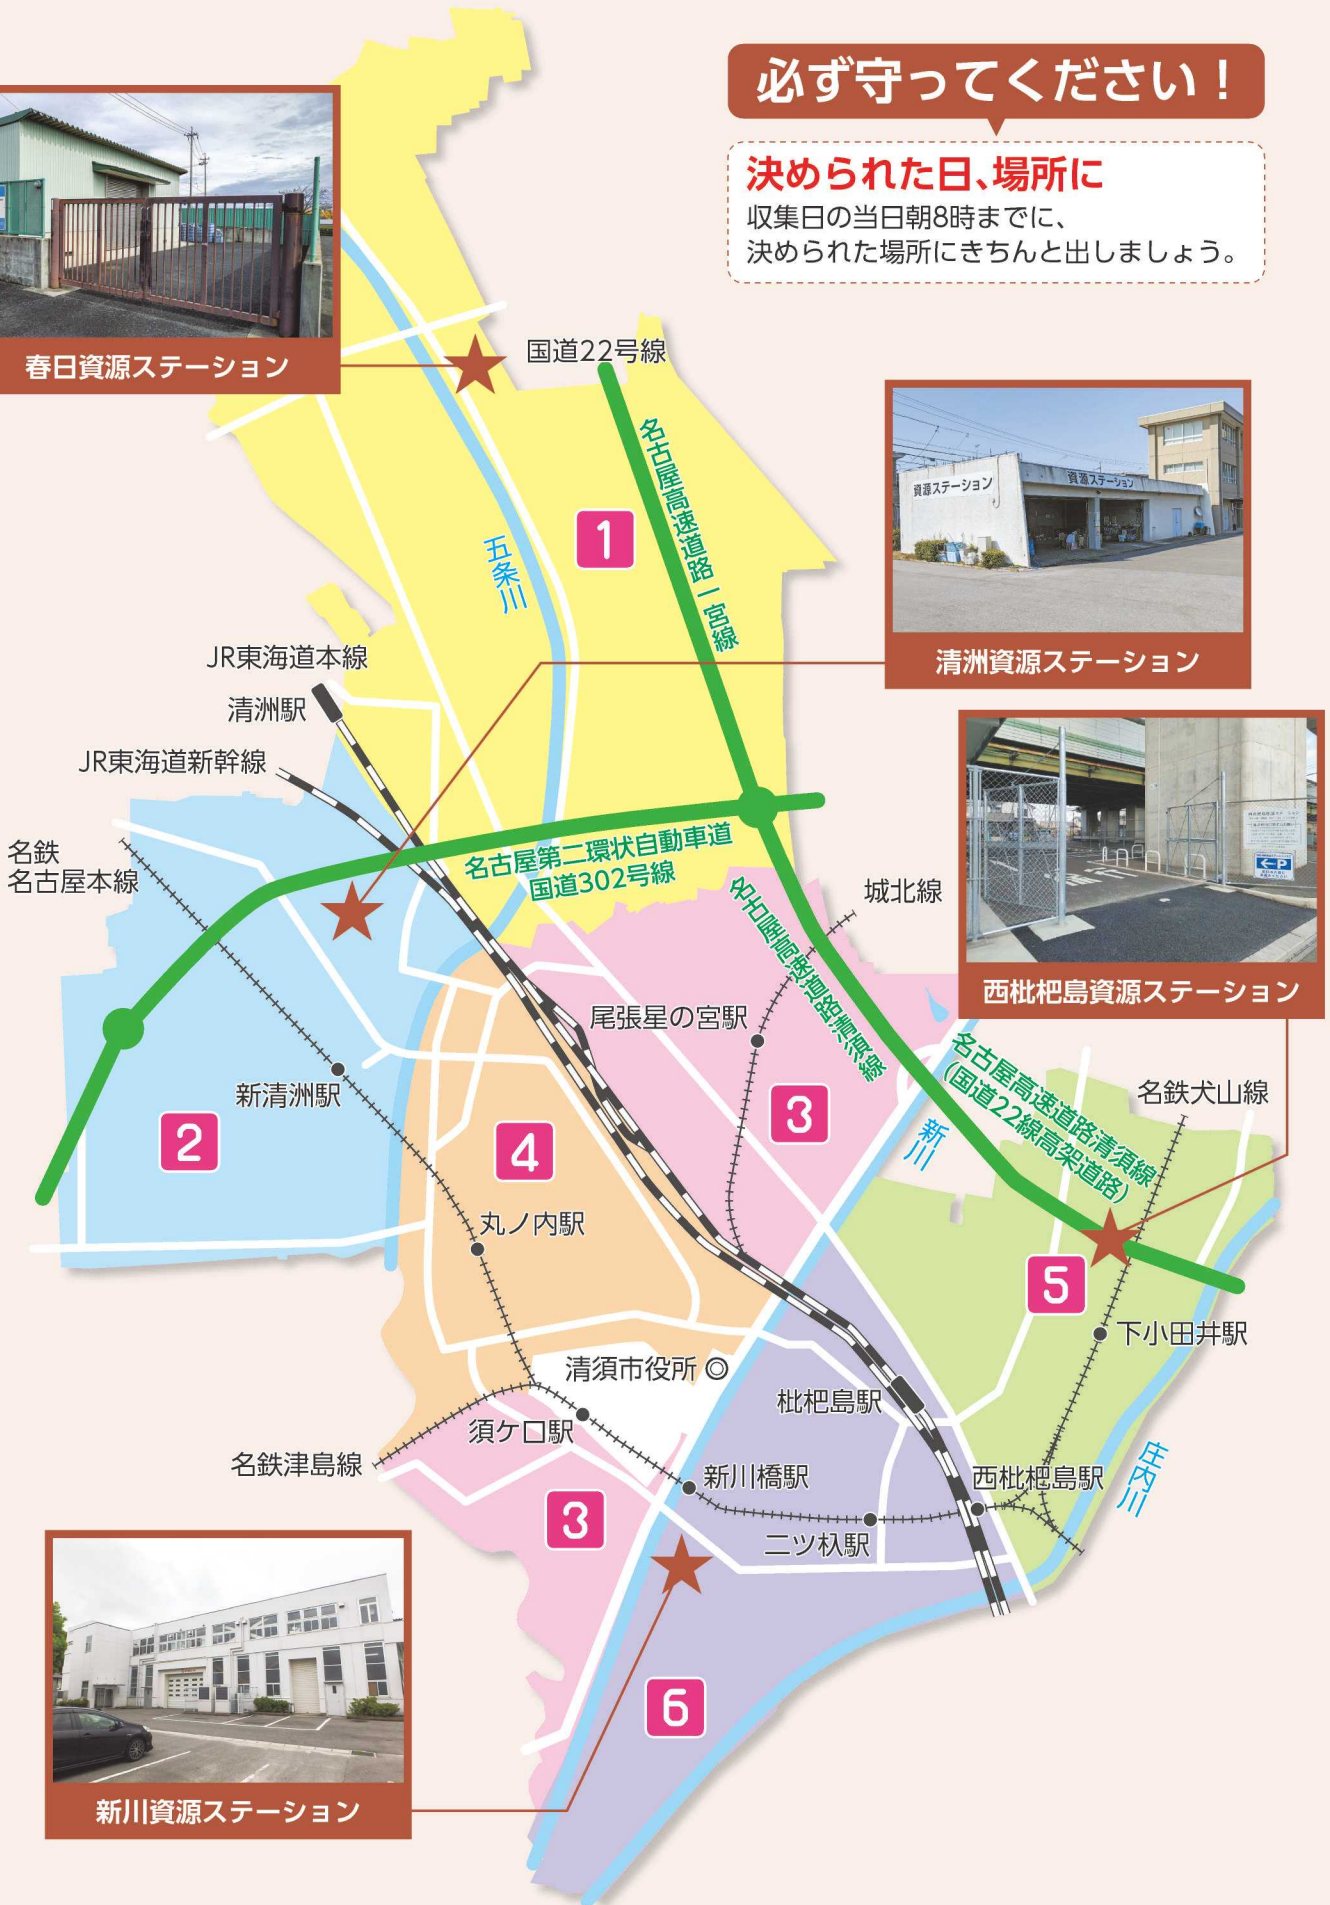 必ず守ってください！
決められた日、場所に
収集日の当日朝8時までに、
決められた場所にきちんと出しましょう。
春日資源ステーション
国道22号線
名古屋高速道路一宮線
資源ステーション
資源ステーション
清洲資源ステーション
1
五条川
JR東海道本線
清洲駅
JR東海道新幹線
名鉄
名古屋本線
名古屋第二環状自動車道
国道302号線
名古屋高速道路清須線
城北線
P
西枇杷島資源ステーション
尾張星の宮駅
新清洲駅
2
4
3
新川
名古屋高速道路清須線
（国道22線高架道路）
名鉄犬山線
丸ノ内駅
5
下小田井駅
清須市役所
枇杷島駅
須ケ口駅
名鉄津島線
新川橋駅
西枇杷島駅
庄内川
3
二ツ杁駅
6
新川資源ステーション